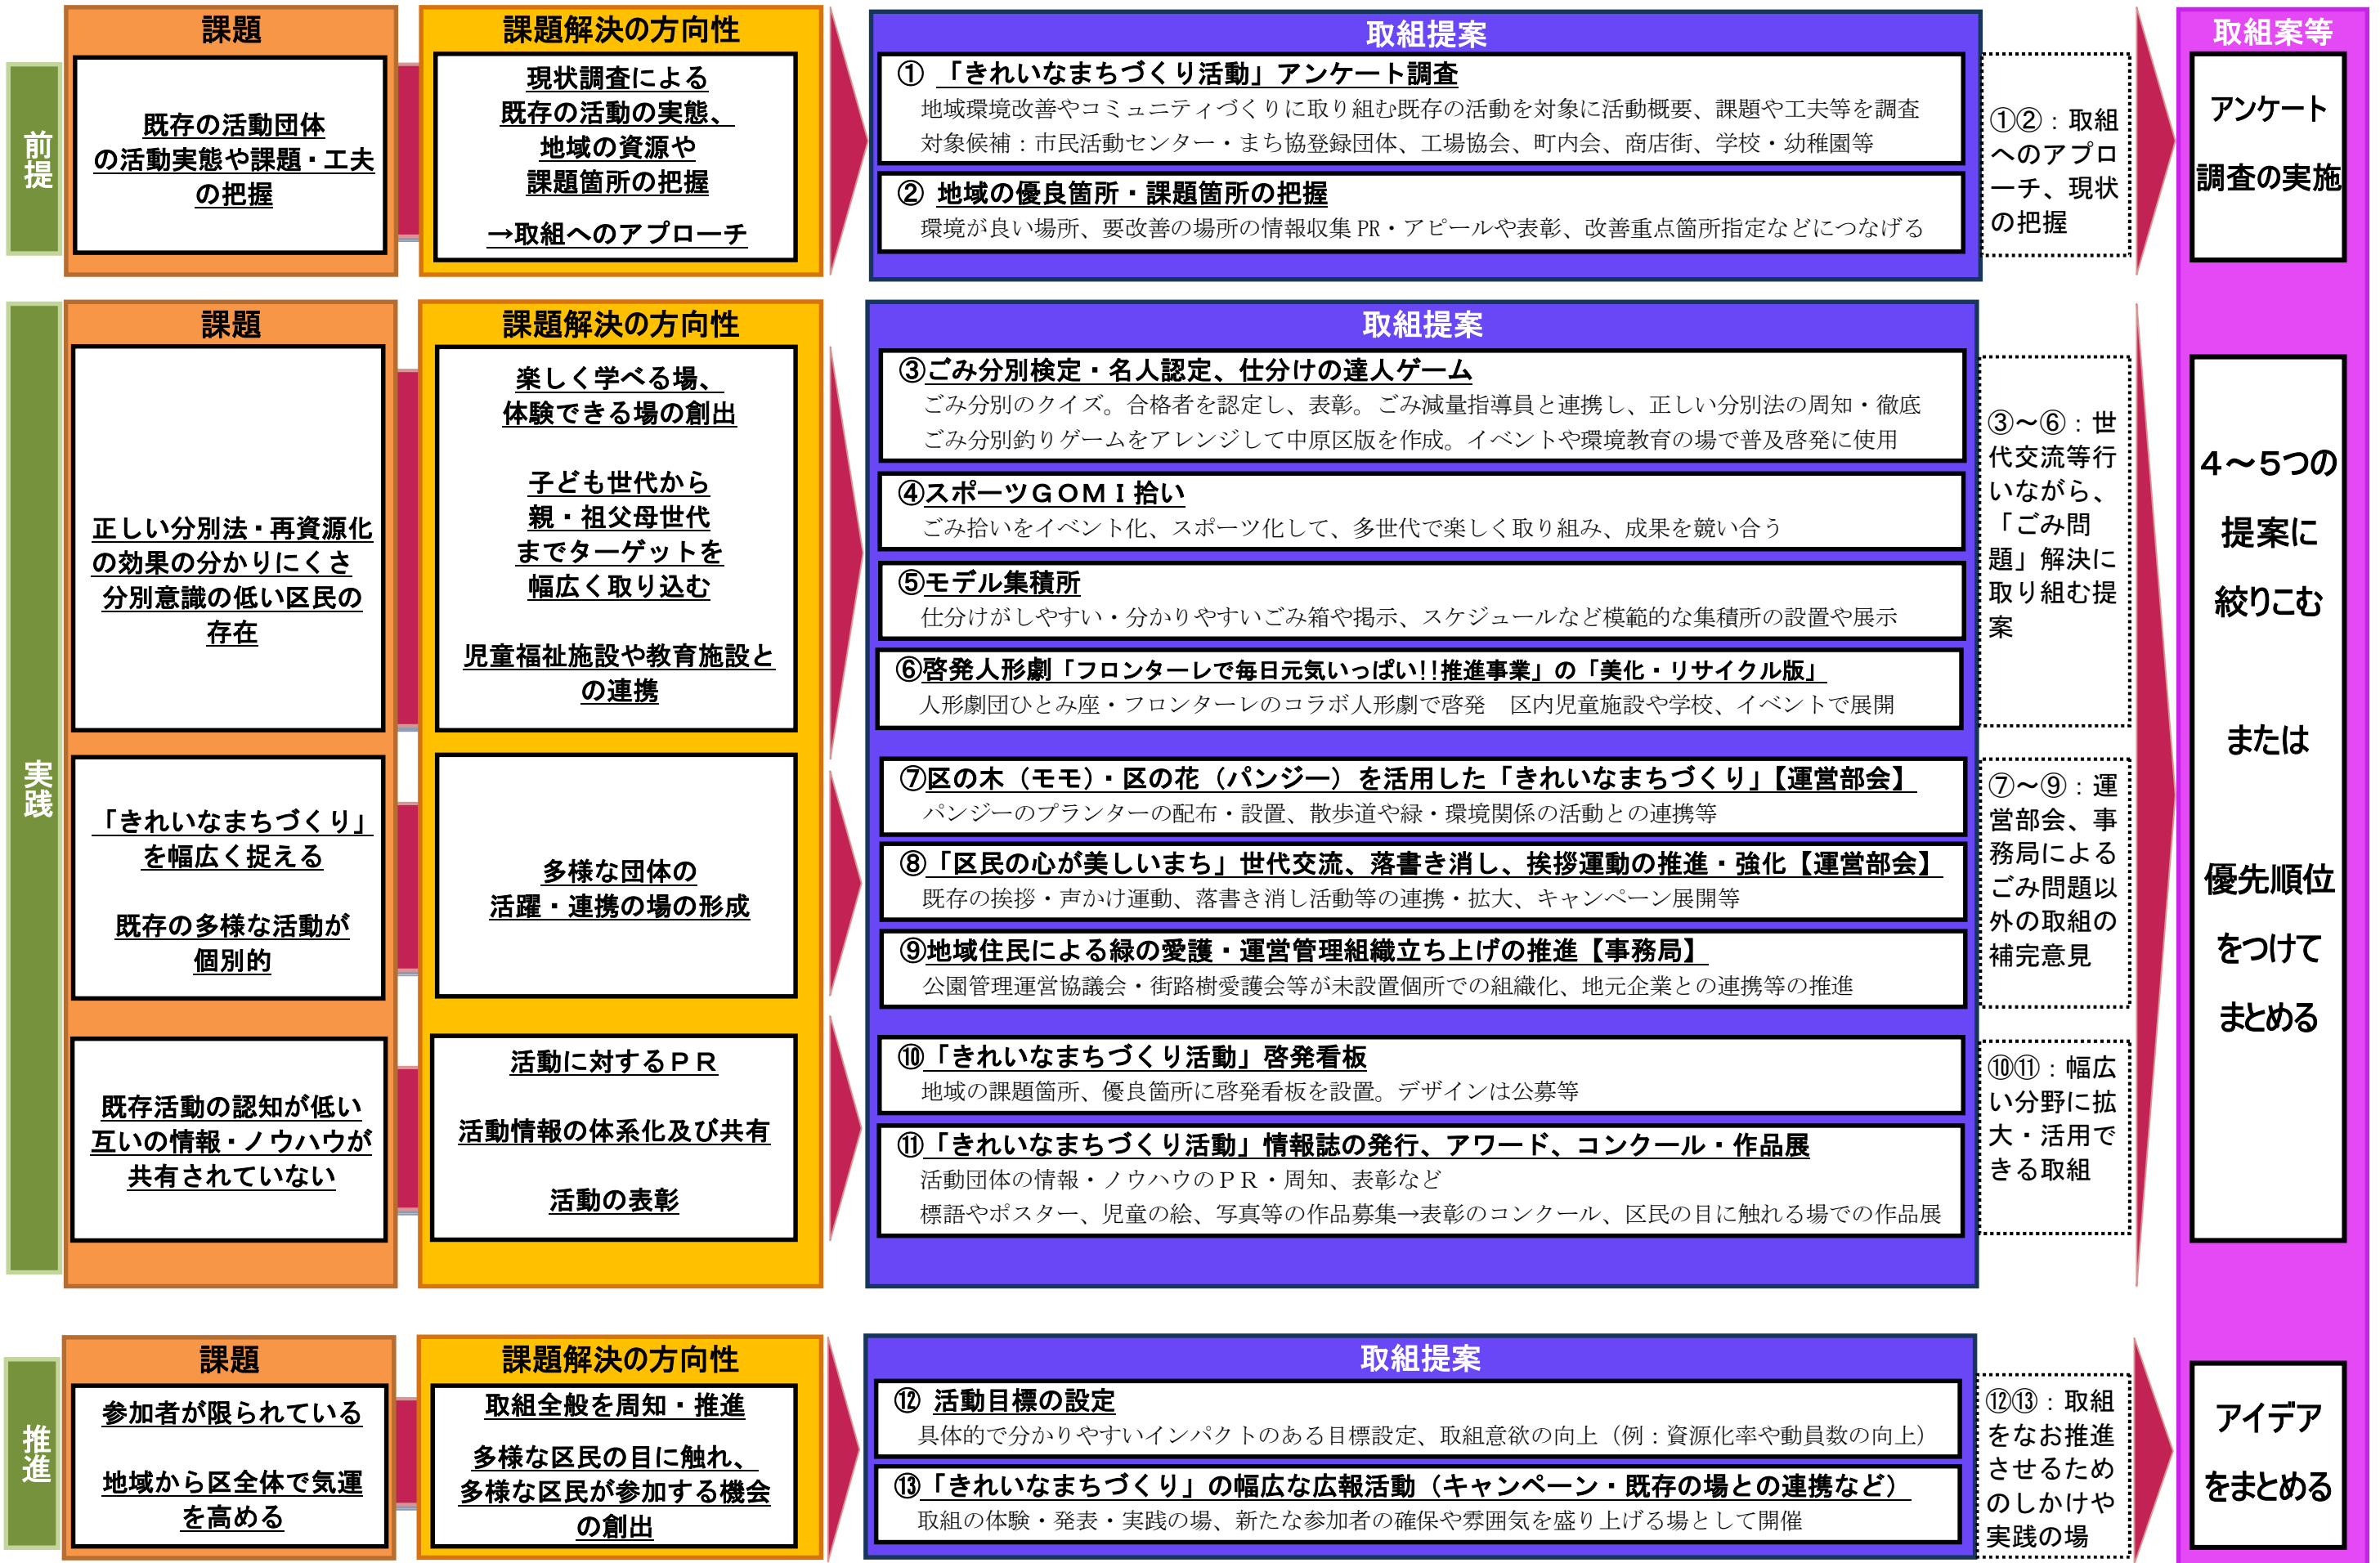 前提
課題
既存の活動団体
の活動実態や課題・工夫
の把握
課題解決の方向性
現状調査による
既存の活動の実態、
地域の資源や
課題箇所の把握
→取組へのアプローチ
取組提案
① 「きれいなまちづくり活動」アンケート調査
地域環境改善やコミュニティづくりに取り組む既存の活動を対象に活動概要、課題や工夫等を調査
対象候補：市民活動センター・まち協登録団体、工場協会、町内会、商店街、学校・幼稚園等
② 地域の優良箇所・課題箇所の把握
環境が良い場所、要改善の場所の情報収集 PR・アピールや表彰、改善重点箇所指定などにつなげる
①②：取組
へのアプロ
ーチ、現状
の把握
取組案等
アンケート
調査の実施
実践
課題
正しい分別法・再資源化
の効果の分かりにくさ
分別意識の低い区民の
存在
「きれいなまちづくり」
を幅広く捉える
既存の多様な活動が
個別的
既存活動の認知が低い
互いの情報・ノウハウが
共有されていない
課題解決の方向性
楽しく学べる場、
体験できる場の創出
子ども世代から
親・祖父母世代
までターゲットを
幅広く取り込む
児童福祉施設や教育施設と
の連携
多様な団体の
活躍・連携の場の形成
活動に対するＰＲ
活動情報の体系化及び共有
活動の表彰
取組提案
③ごみ分別検定・名人認定、仕分けの達人ゲーム
ごみ分別のクイズ。合格者を認定し、表彰。ごみ減量指導員と連携し、正しい分別法の周知・徹底
ごみ分別釣りゲームをアレンジして中原区版を作成。イベントや環境教育の場で普及啓発に使用
④スポーツＧＯＭＩ拾い
ごみ拾いをイベント化、スポーツ化して、多世代で楽しく取り組み、成果を競い合う
⑤モデル集積所
仕分けがしやすい・分かりやすいごみ箱や掲示、スケジュールなど模範的な集積所の設置や展示
⑥啓発人形劇「フロンターレで毎日元気いっぱい!!推進事業」の「美化・リサイクル版」
人形劇団ひとみ座・フロンターレのコラボ人形劇で啓発　区内児童施設や学校、イベントで展開
⑦区の木（モモ）・区の花（パンジー）を活用した「きれいなまちづくり」【運営部会】
パンジーのプランターの配布・設置、散歩道や緑・環境関係の活動との連携等
⑧「区民の心が美しいまち」世代交流、落書き消し、挨拶運動の推進・強化【運営部会】
既存の挨拶・声かけ運動、落書き消し活動等の連携・拡大、キャンペーン展開等
⑨地域住民による緑の愛護・運営管理組織立ち上げの推進【事務局】
公園管理運営協議会・街路樹愛護会等が未設置個所での組織化、地元企業との連携等の推進
⑩「きれいなまちづくり活動」啓発看板
地域の課題箇所、優良箇所に啓発看板を設置。デザインは公募等
⑪「きれいなまちづくり活動」情報誌の発行、アワード、コンクール・作品展
活動団体の情報・ノウハウのＰＲ・周知、表彰など
標語やポスター、児童の絵、写真等の作品募集→表彰のコンクール、区民の目に触れる場での作品展
③～⑥：世
代交流等行
いながら、
「ごみ問
題」解決に
取り組む提
案
⑦～⑨：運
営部会、事
務局による
ごみ問題以
外の取組の
補完意見
⑩⑪：幅広
い分野に拡
大・活用で
きる取組
４～５つの
提案に
絞りこむ
または
優先順位
をつけて
まとめる
推進
課題
参加者が限られている
地域から区全体で気運
を高める
課題解決の方向性
取組全般を周知・推進
多様な区民の目に触れ、
多様な区民が参加する機会
の創出
取組提案
⑫ 活動目標の設定
具体的で分かりやすいインパクトのある目標設定、取組意欲の向上（例：資源化率や動員数の向上）
⑬「きれいなまちづくり」の幅広な広報活動（キャンペーン・既存の場との連携など）
取組の体験・発表・実践の場、新たな参加者の確保や雰囲気を盛り上げる場として開催
⑫⑬：取組
をなお推進
させるため
のしかけや
実践の場
アイデア
をまとめる